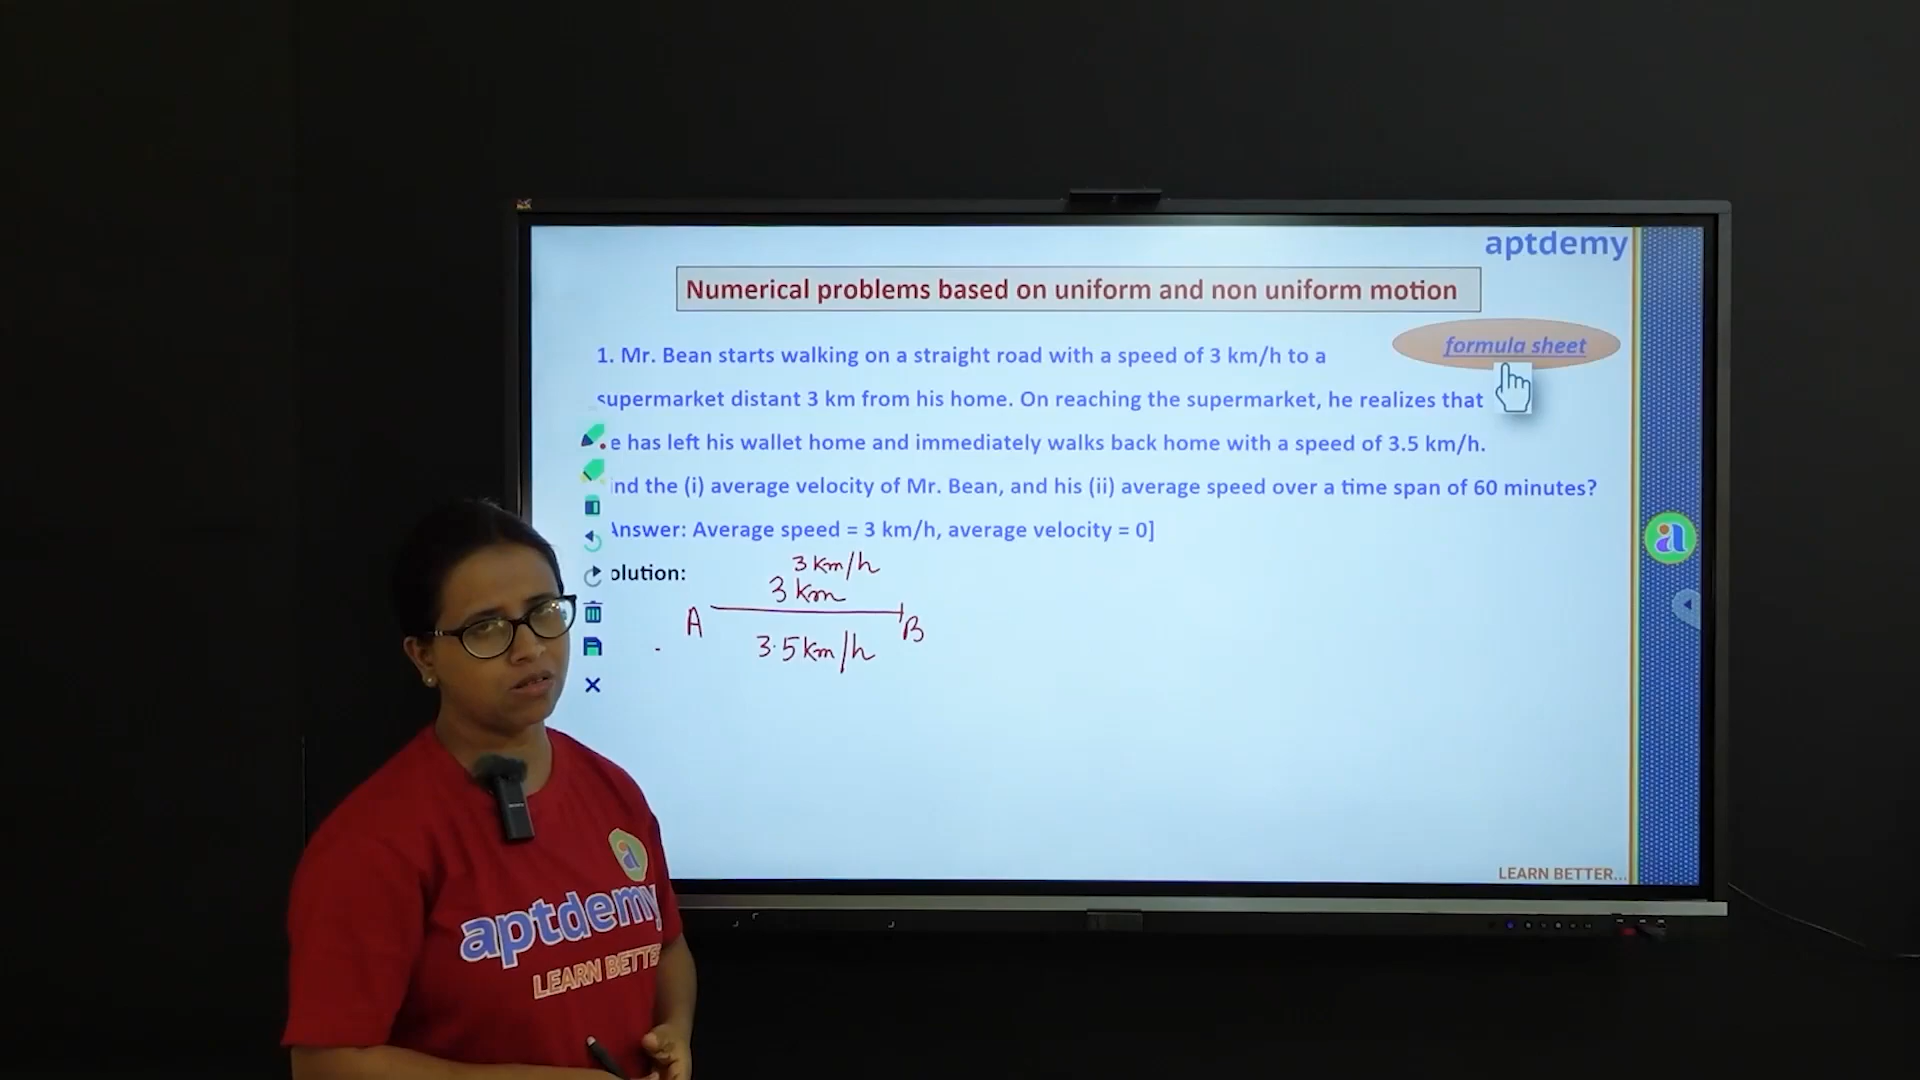 aptdemy
Numerical problems based on uniform and non uniform motion
formula sheet
1. Mr. Bean starts walking on a straight road with a speed of 3 km/h to a
supermarket distant 3 km from his home. On reaching the supermarket, he realizes that
e has left his wallet home and immediately walks back home with a speed of 3.5 km/h.
ind the (i) average velocity of Mr. Bean, and his (ii) average speed over a time span of 60 minutes?
Answer: Average speed = 3 km/h, average velocity = 0]
olution:
3 km/h
3 km
A
B
3.5 km/h
a
LEARN BETTER...
a
aptdemy
LEARN BETTE